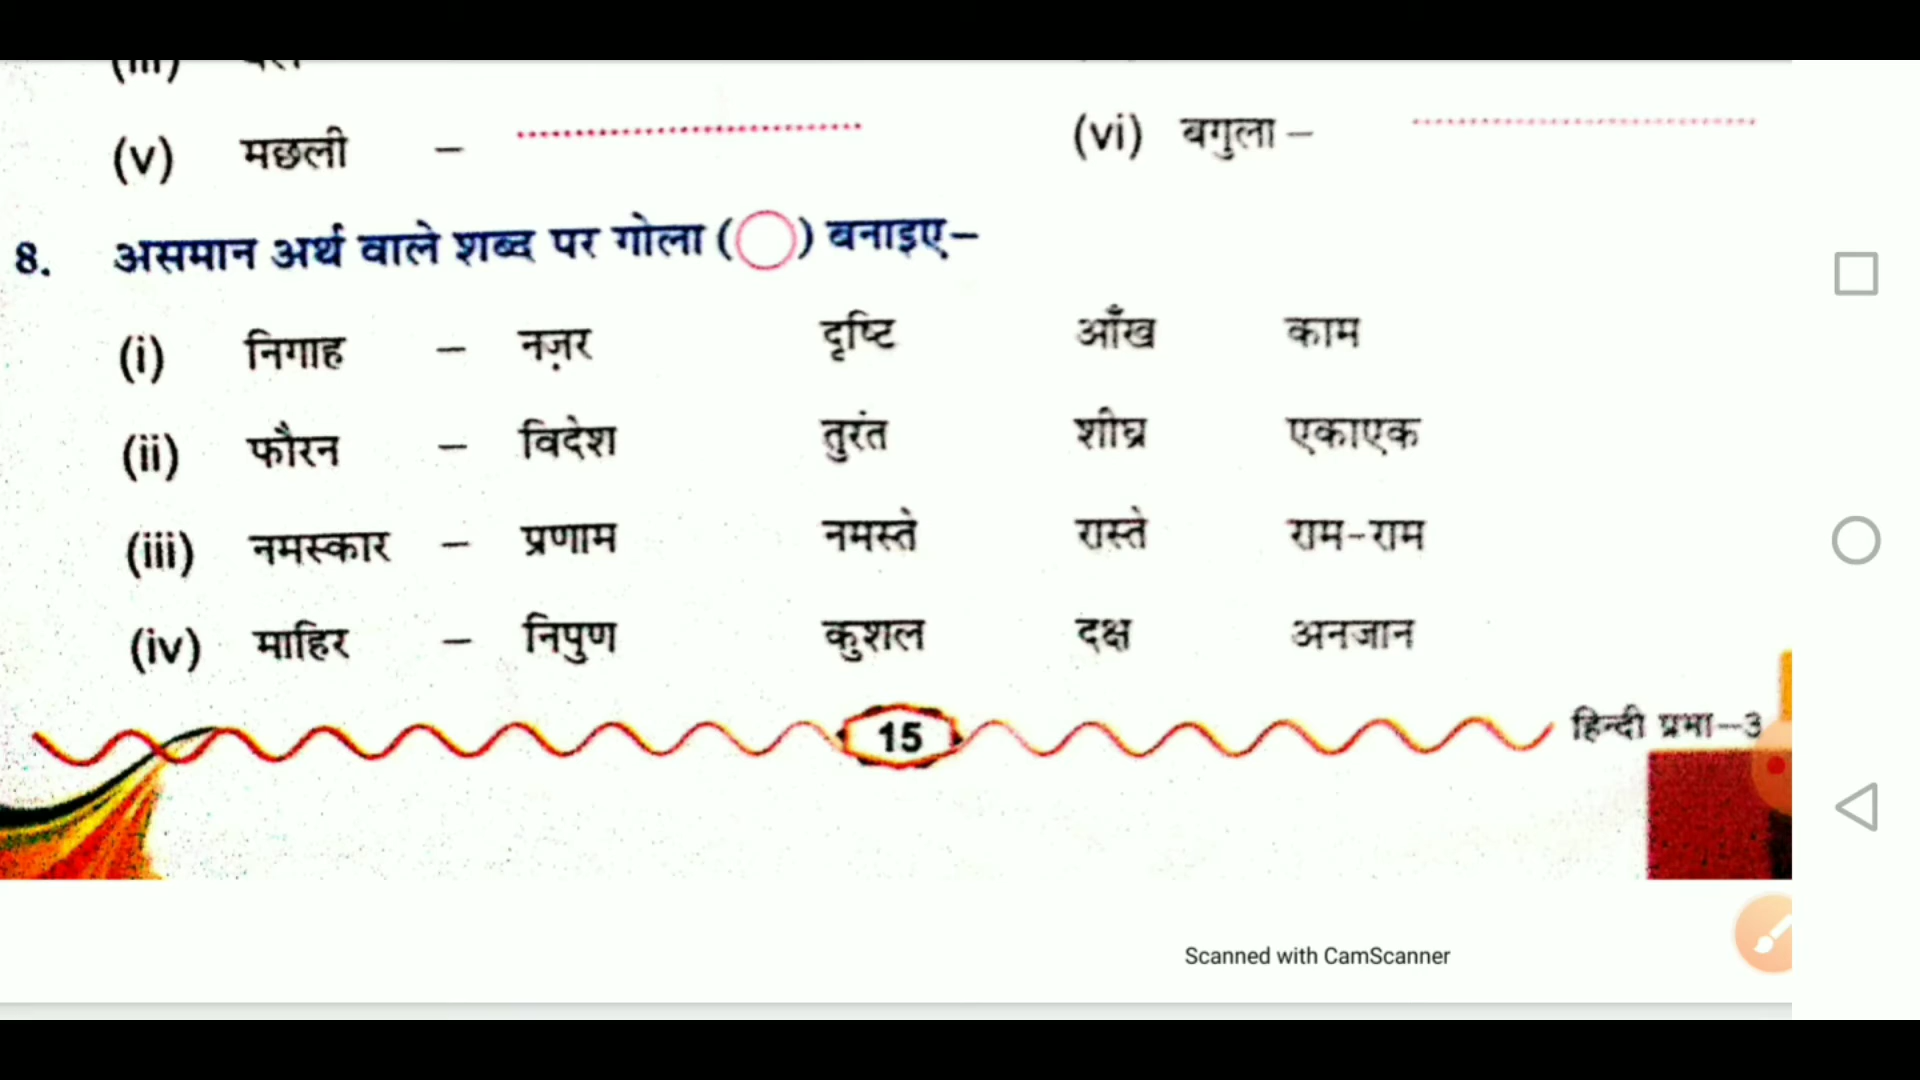 (v) मछली – .................... (vi) बगुला – ....................
8. असमान अर्थ वाले शब्द पर गोला (◯) बनाइए–
(i) निगाह – नज़र दृष्टि आँख काम
(ii) फौरन – विदेश तुरंत शीघ्र एकाएक
(iii) नमस्कार – प्रणाम नमस्ते रास्ते राम-राम
(iv) माहिर – निपुण कुशल दक्ष अनजान
15
हिन्दी प्रभा–3
Scanned with CamScanner